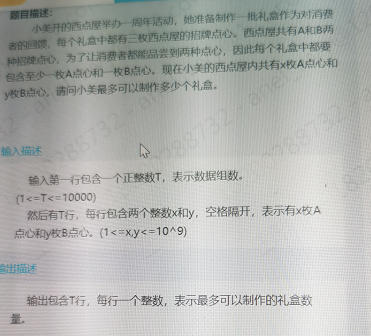 题目描述:
小美开的西点屋举办一周年活动，她准备制作一批礼盒作为对消费
者的回馈，每个礼盒中都有三枚西点屋的招牌点心。西点屋共有A和B两
种招牌点心，为了让消费者都能品尝到两种点心，因此每个礼盒中都要
包含至少一枚A点心和一枚B点心。现在小美的西点屋内共有x枚A点心和
y枚B点心，请问小美最多可以制作多少个礼盒。
输入描述
输入第一行包含一个正整数T，表示数据组数。
(1<=T<=10000)
然后有T行，每行包含两个整数x和y，空格隔开，表示有x枚A
点心和y枚B点心。(1<=x,y<=10^9)
输出描述
输出包含T行，每行一个整数，表示最多可以制作的礼盒数
量。